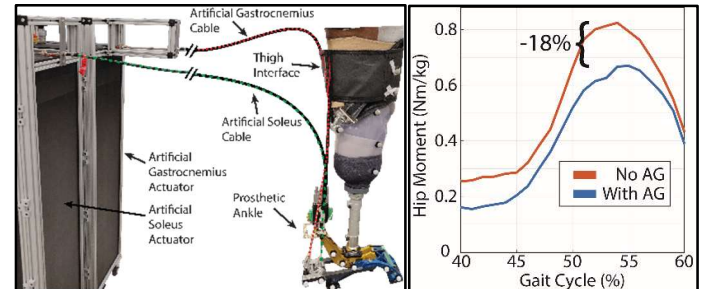 Artificial Gastrocnemius
Cable
Thigh
Interface
Artificial Soleus
Cable
Artificial
Gastrocnemius
Actuator
Artificial
Soleus
Actuator
Prosthetic
Ankle
Hip Moment (Nm/kg)
0.8
0.6
0.4
0.2
0
-18%
No AG
With AG
40
45
50
55
60
Gait Cycle (%)